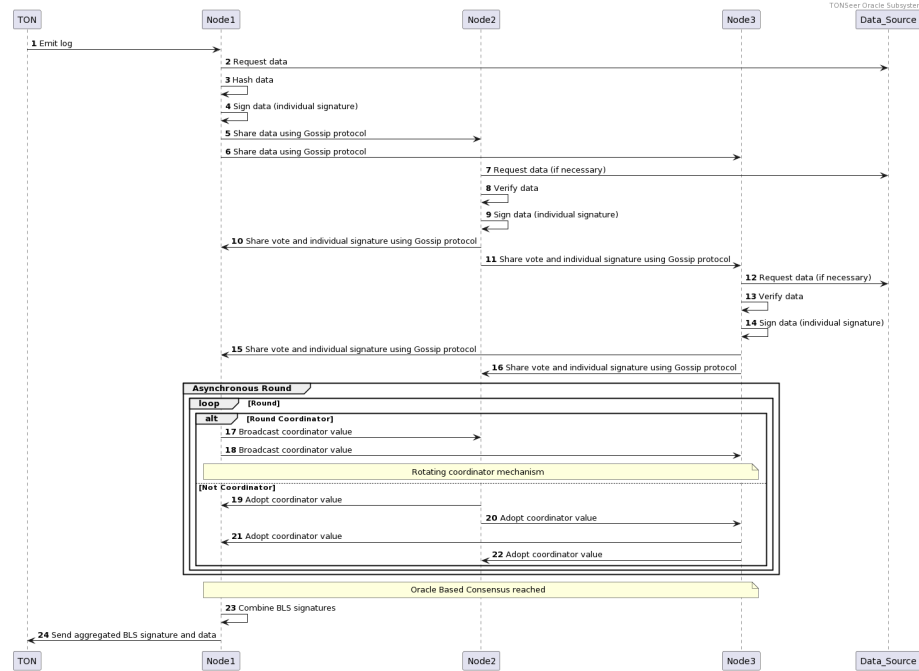 TONSeer Oracle Subsystem
TON Node1 Node2 Node3 Data_Source
1 Emit log
2 Request data
3 Hash data
4 Sign data (individual signature)
5 Share data using Gossip protocol
6 Share data using Gossip protocol
7 Request data (if necessary)
8 Verify data
9 Sign data (individual signature)
10 Share vote and individual signature using Gossip protocol
11 Share vote and individual signature using Gossip protocol
12 Request data (if necessary)
13 Verify data
14 Sign data (individual signature)
15 Share vote and individual signature using Gossip protocol
16 Share vote and individual signature using Gossip protocol
Asynchronous Round
loop [Round]
alt [Round Coordinator]
17 Broadcast coordinator value
18 Broadcast coordinator value
Rotating coordinator mechanism
[Not Coordinator]
19 Adopt coordinator value
20 Adopt coordinator value
21 Adopt coordinator value
22 Adopt coordinator value
Oracle Based Consensus reached
23 Combine BLS signatures
24 Send aggregated BLS signature and data
TON Node1 Node2 Node3 Data_Source